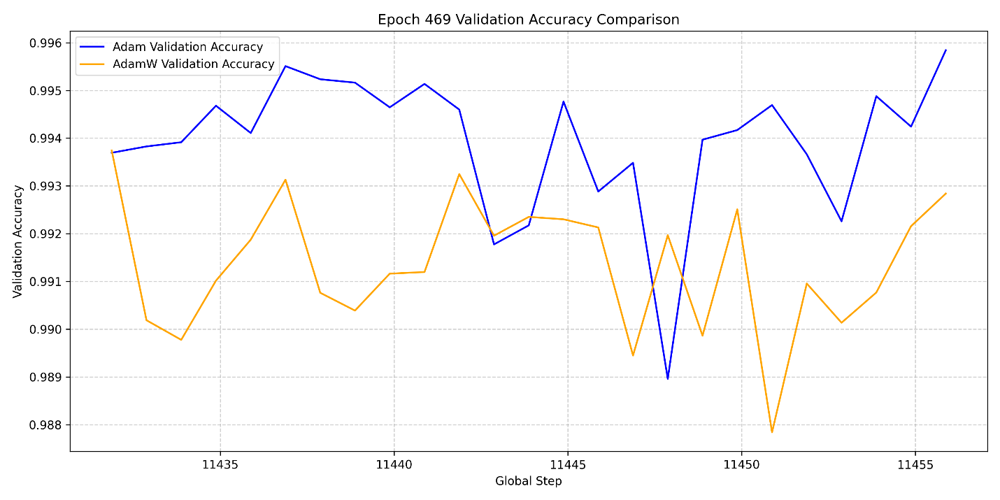 Epoch 469 Validation Accuracy Comparison
Adam Validation Accuracy
AdamW Validation Accuracy
Validation Accuracy
0.996
0.995
0.994
0.993
0.992
0.991
0.990
0.989
0.988
11435 11440 11445 11450 11455
Global Step